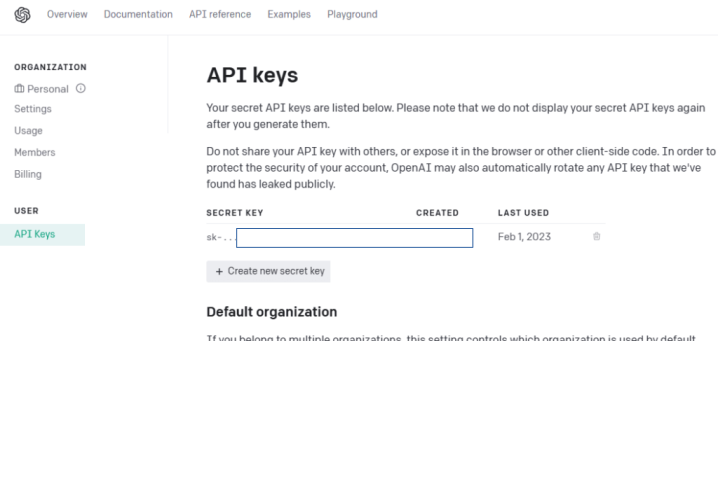 Overview Documentation API reference Examples Playground
ORGANIZATION
Personal
Settings
Usage
Members
Billing
USER
API Keys
API keys
Your secret API keys are listed below. Please note that we do not display your secret API keys again
after you generate them.
Do not share your API key with others, or expose it in the browser or other client-side code. In order to
protect the security of your account, OpenAI may also automatically rotate any API key that we've
found has leaked publicly.
SECRET KEY CREATED LAST USED
sk-... Feb 1, 2023
+ Create new secret key
Default organization
If you belong to multiple organizations, this setting controls which organization is used by default